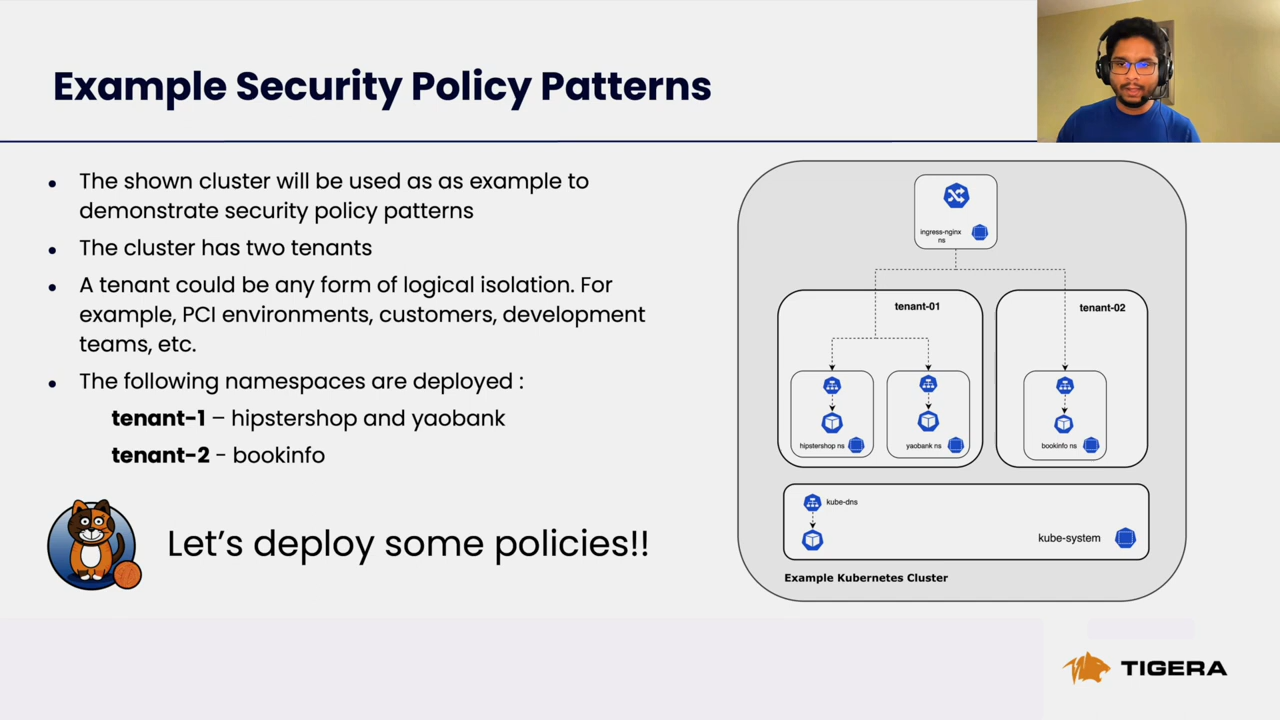 Example Security Policy Patterns
• The shown cluster will be used as as example to
demonstrate security policy patterns
• The cluster has two tenants
• A tenant could be any form of logical isolation. For
example, PCI environments, customers, development
teams, etc.
• The following namespaces are deployed :
tenant-1 – hipstershop and yaobank
tenant-2 - bookinfo
Let's deploy some policies!!
ingress-nginx
ns
tenant-01
tenant-02
hipstershop ns
yaobank ns
bookinfo ns
kube-dns
kube-system
Example Kubernetes Cluster
TIGERA